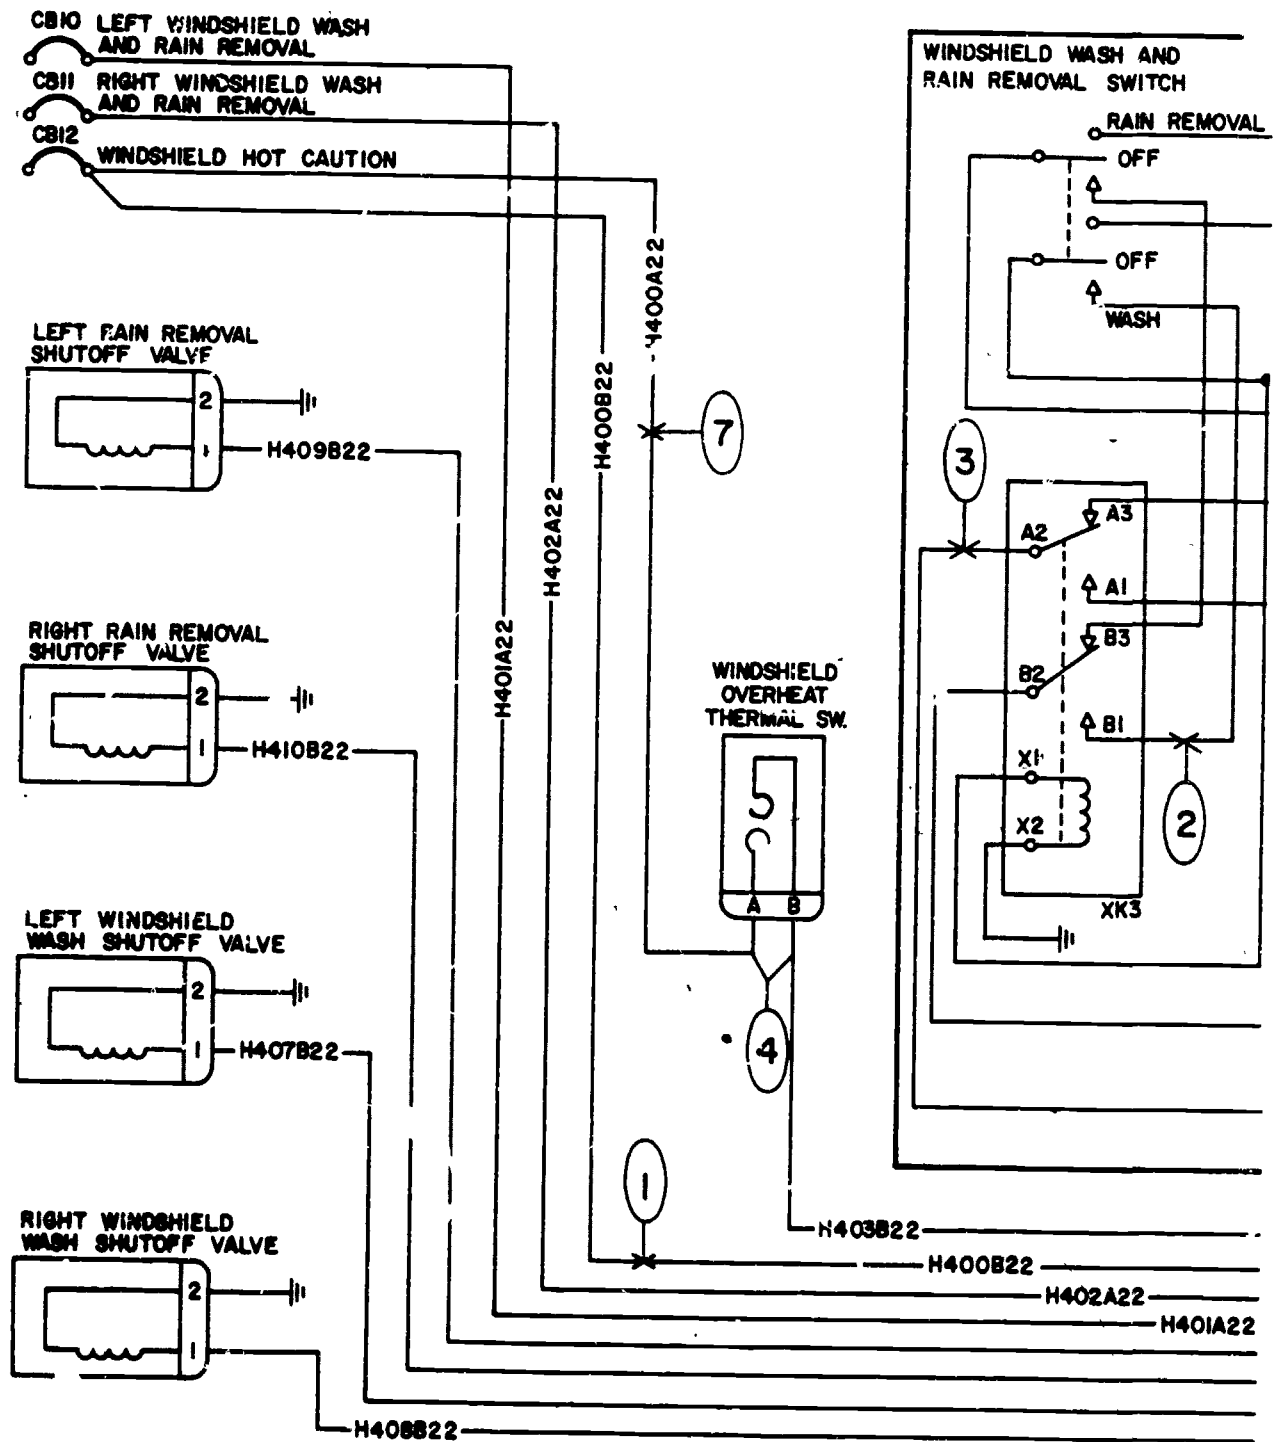 CB10 LEFT WINDSHIELD WASH
AND RAIN REMOVAL
CB11 RIGHT WINDSHIELD WASH
AND RAIN REMOVAL
CB12
WINDSHIELD HOT CAUTION
WINDSHIELD WASH AND
RAIN REMOVAL SWITCH
RAIN REMOVAL
OFF
OFF
WASH
H400A22
H400B22
H402A22
H401A22
LEFT RAIN REMOVAL
SHUTOFF VALVE
2
1
H409B22
7
3
A2
A3
A1
B3
B2
B1
X1
X2
XK3
2
RIGHT RAIN REMOVAL
SHUTOFF VALVE
2
1
H410B22
WINDSHIELD
OVERHEAT
THERMAL SW.
A B
4
LEFT WINDSHIELD
WASH SHUTOFF VALVE
2
1
H407B22
1
RIGHT WINDSHIELD
WASH SHUTOFF VALVE
2
1
H403B22
H400B22
H402A22
H401A22
H408B22